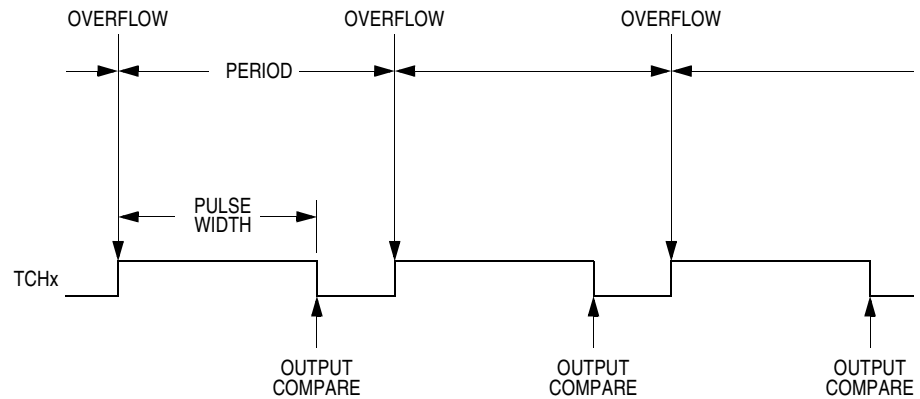 OVERFLOW OVERFLOW OVERFLOW
PERIOD
PULSE
WIDTH
TCHx
OUTPUT
COMPARE
OUTPUT
COMPARE
OUTPUT
COMPARE